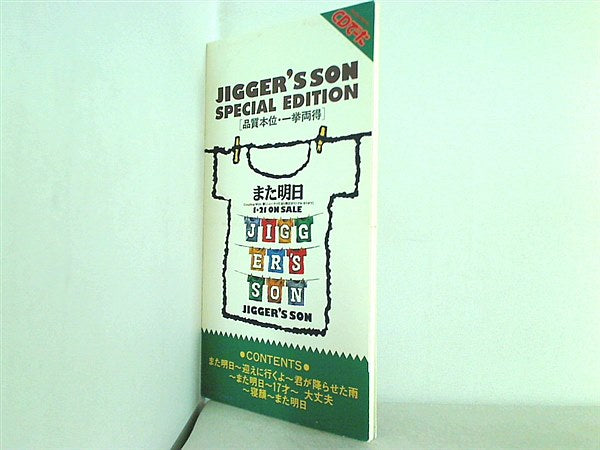 CDでーた
JIGGER'S SON
SPECIAL EDITION
[品質本位・一挙両得]
また明日
6・21 ON SALE
JIGG
ER'S
SON
JIGGER'S SON
●CONTENTS●
また明日〜迎えに行くよ〜君が降らせた雨
〜また明日〜17才〜 大丈夫
〜寝顔〜また明日